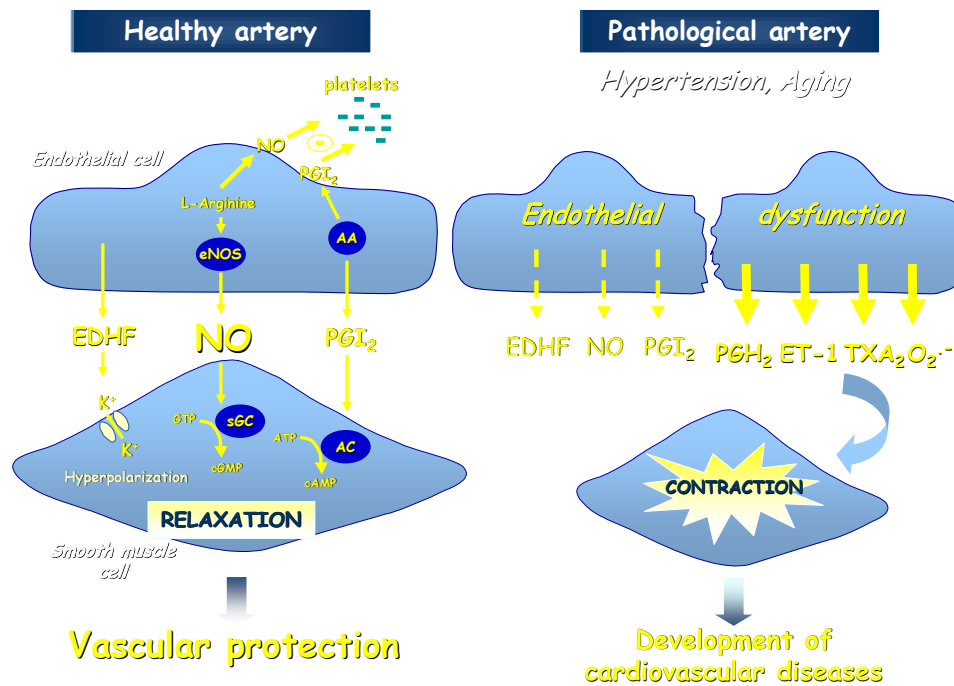 Healthy artery
platelets
NO
Endothelial cell
PGI2
L-Arginine
AA
eNOS
EDHF
NO
PGI2
K+
GTP
sGC
ATP
AC
K+
Hyperpolarization
cGMP
cAMP
RELAXATION
Smooth muscle
cell
Vascular protection
Pathological artery
Hypertension, Aging
Endothelial dysfunction
EDHF NO PGI2 PGH2 ET-1 TXA2 O2.-
CONTRACTION
Development of
cardiovascular diseases